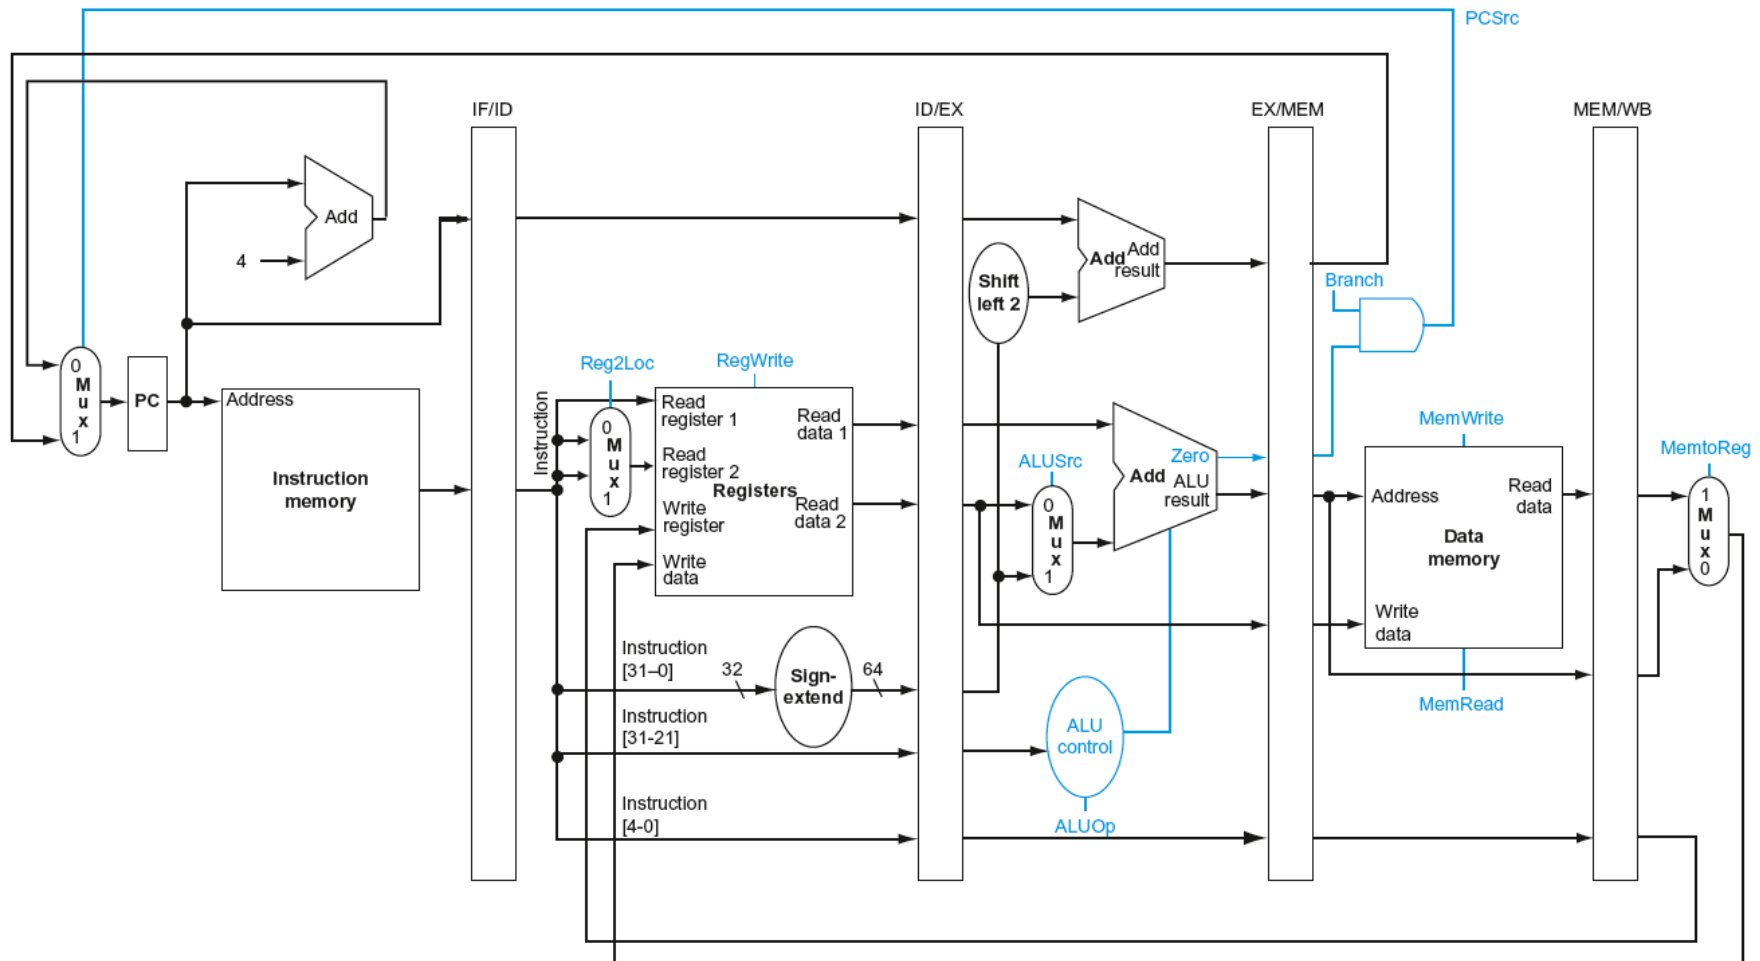 PCSrc
IF/ID
ID/EX
EX/MEM
MEM/WB
Add
4
Add Add
result
Shift
left 2
Branch
0
M
u
x
1
PC
Address
Instruction
memory
Instruction
Reg2Loc
0
M
u
x
1
RegWrite
Read
register 1
Read
register 2
Write
register
Write
data
Registers
Read
data 1
Read
data 2
ALUSrc
0
M
u
x
1
Zero
Add ALU
result
MemWrite
Address
Read
data
Data
memory
Write
data
MemRead
MemtoReg
1
M
u
x
0
Instruction
[31–0]
32
Sign-
extend
64
Instruction
[31-21]
ALU
control
Instruction
[4-0]
ALUOp